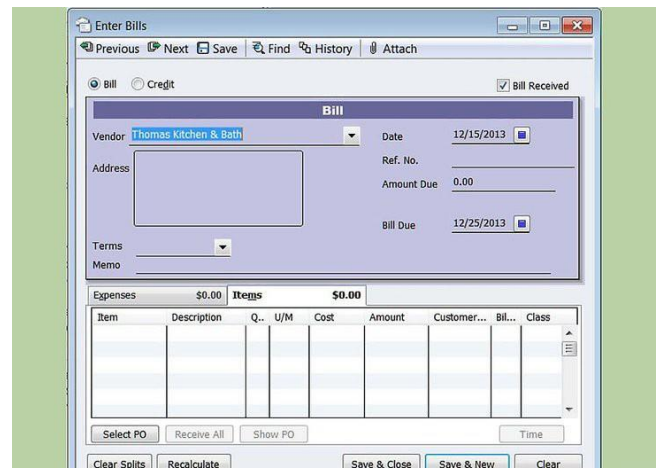 Enter Bills
Previous Next Save Find History Attach
Bill Credit Bill Received
Bill
Vendor Thomas Kitchen & Bath Date 12/15/2013
Address Ref. No.
Amount Due 0.00
Bill Due 12/25/2013
Terms
Memo
Expenses $0.00 Items $0.00
Item Description Q.. U/M Cost Amount Customer... Bil... Class
Select PO Receive All Show PO Time
Clear Splits Recalculate Save & Close Save & New Clear